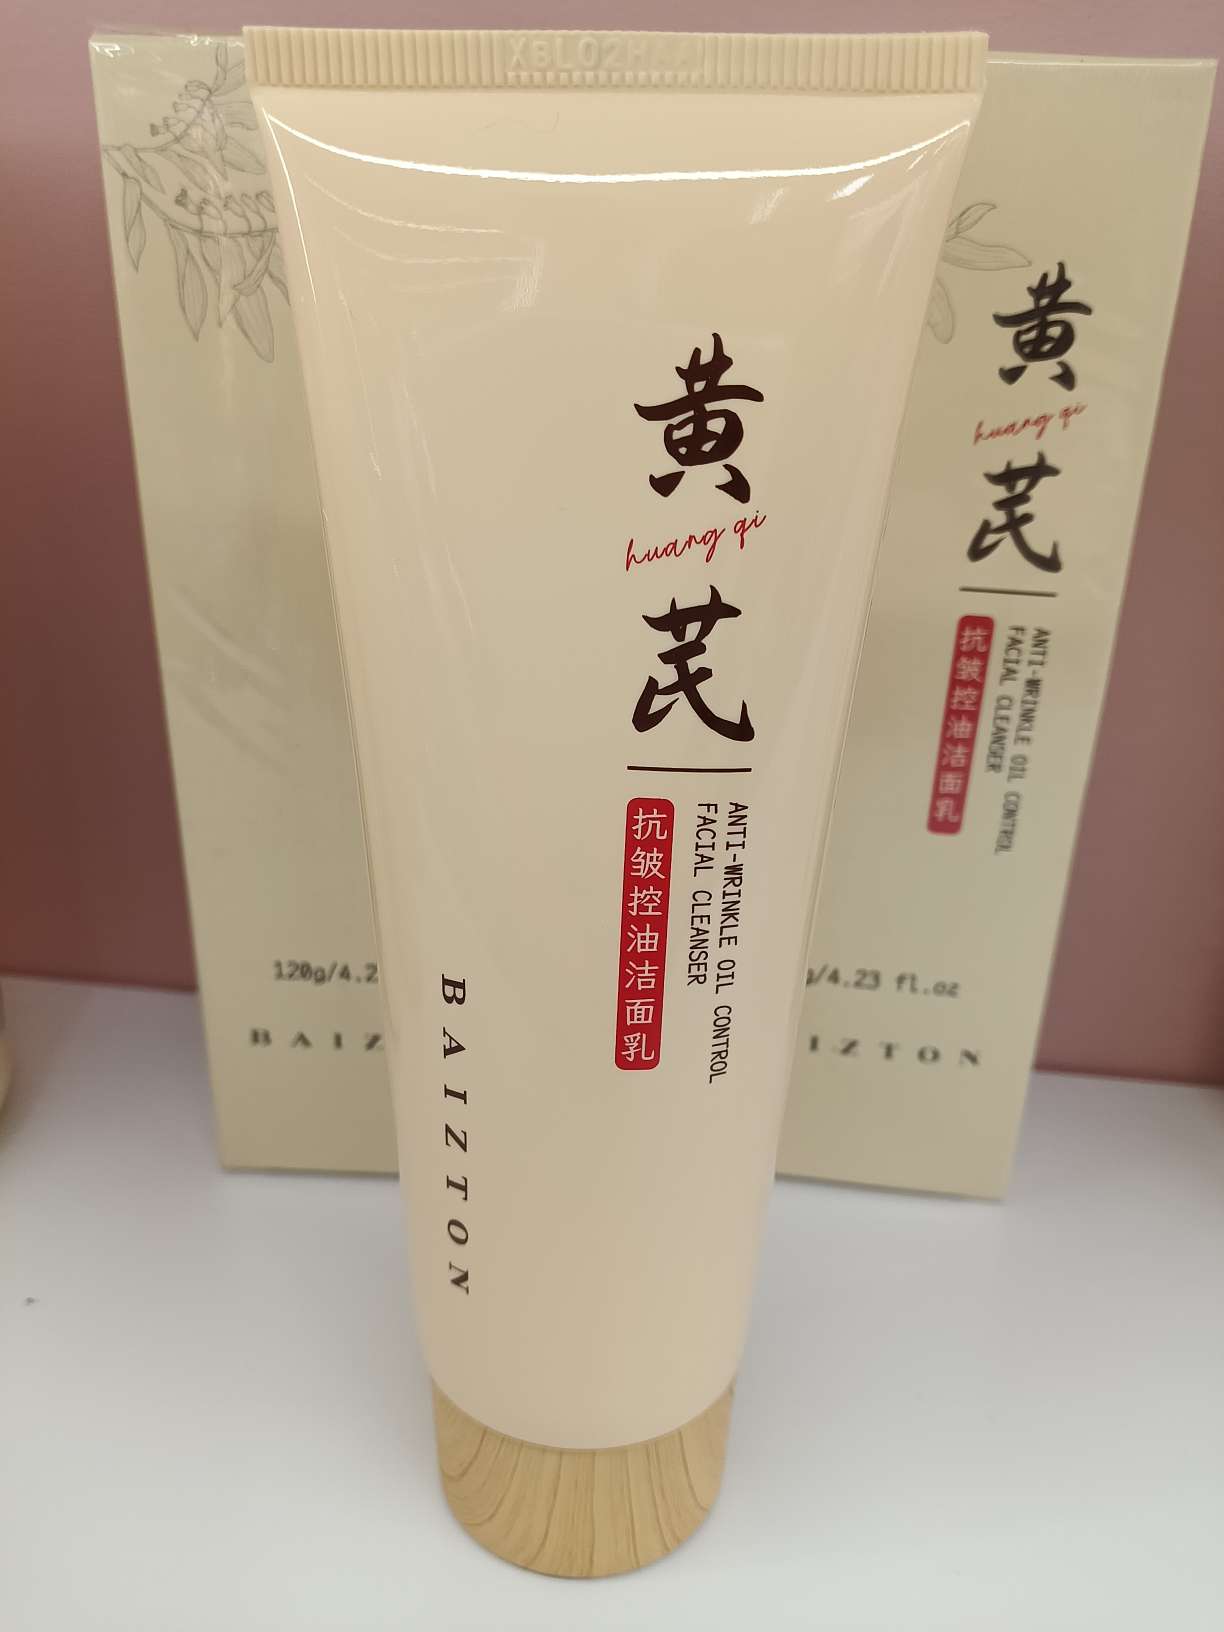 XBL02HAA
黄
huang qi
芪
抗皱控油洁面乳
ANTI-WRINKLE OIL CONTROL
FACIAL CLEANSER
BAIZTON
黄
huang qi
芪
抗皱控油洁面乳
ANTI-WRINKLE OIL CONTROL
FACIAL CLEANSER
120g/4.2
g/4.23 fl.oz
BAIZ
IZTON